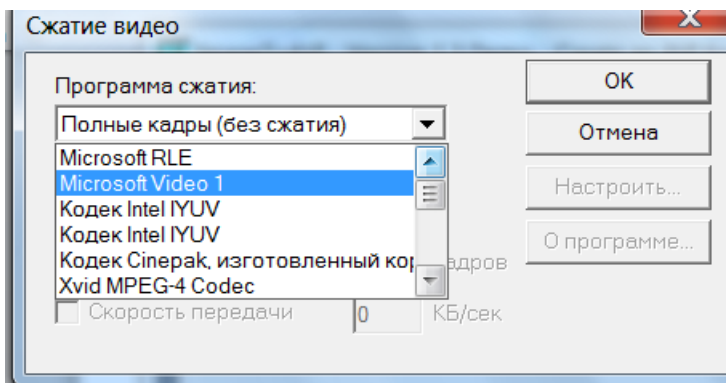 Сжатие видео
Программа сжатия:
Полные кадры (без сжатия)
Microsoft RLE
Microsoft Video 1
Кодек Intel IYUV
Кодек Intel IYUV
Кодек Cinepak, изготовленный кор
Xvid MPEG-4 Codec
адров
Скорость передачи 0 КБ/сек
OK
Отмена
Настроить...
О программе...